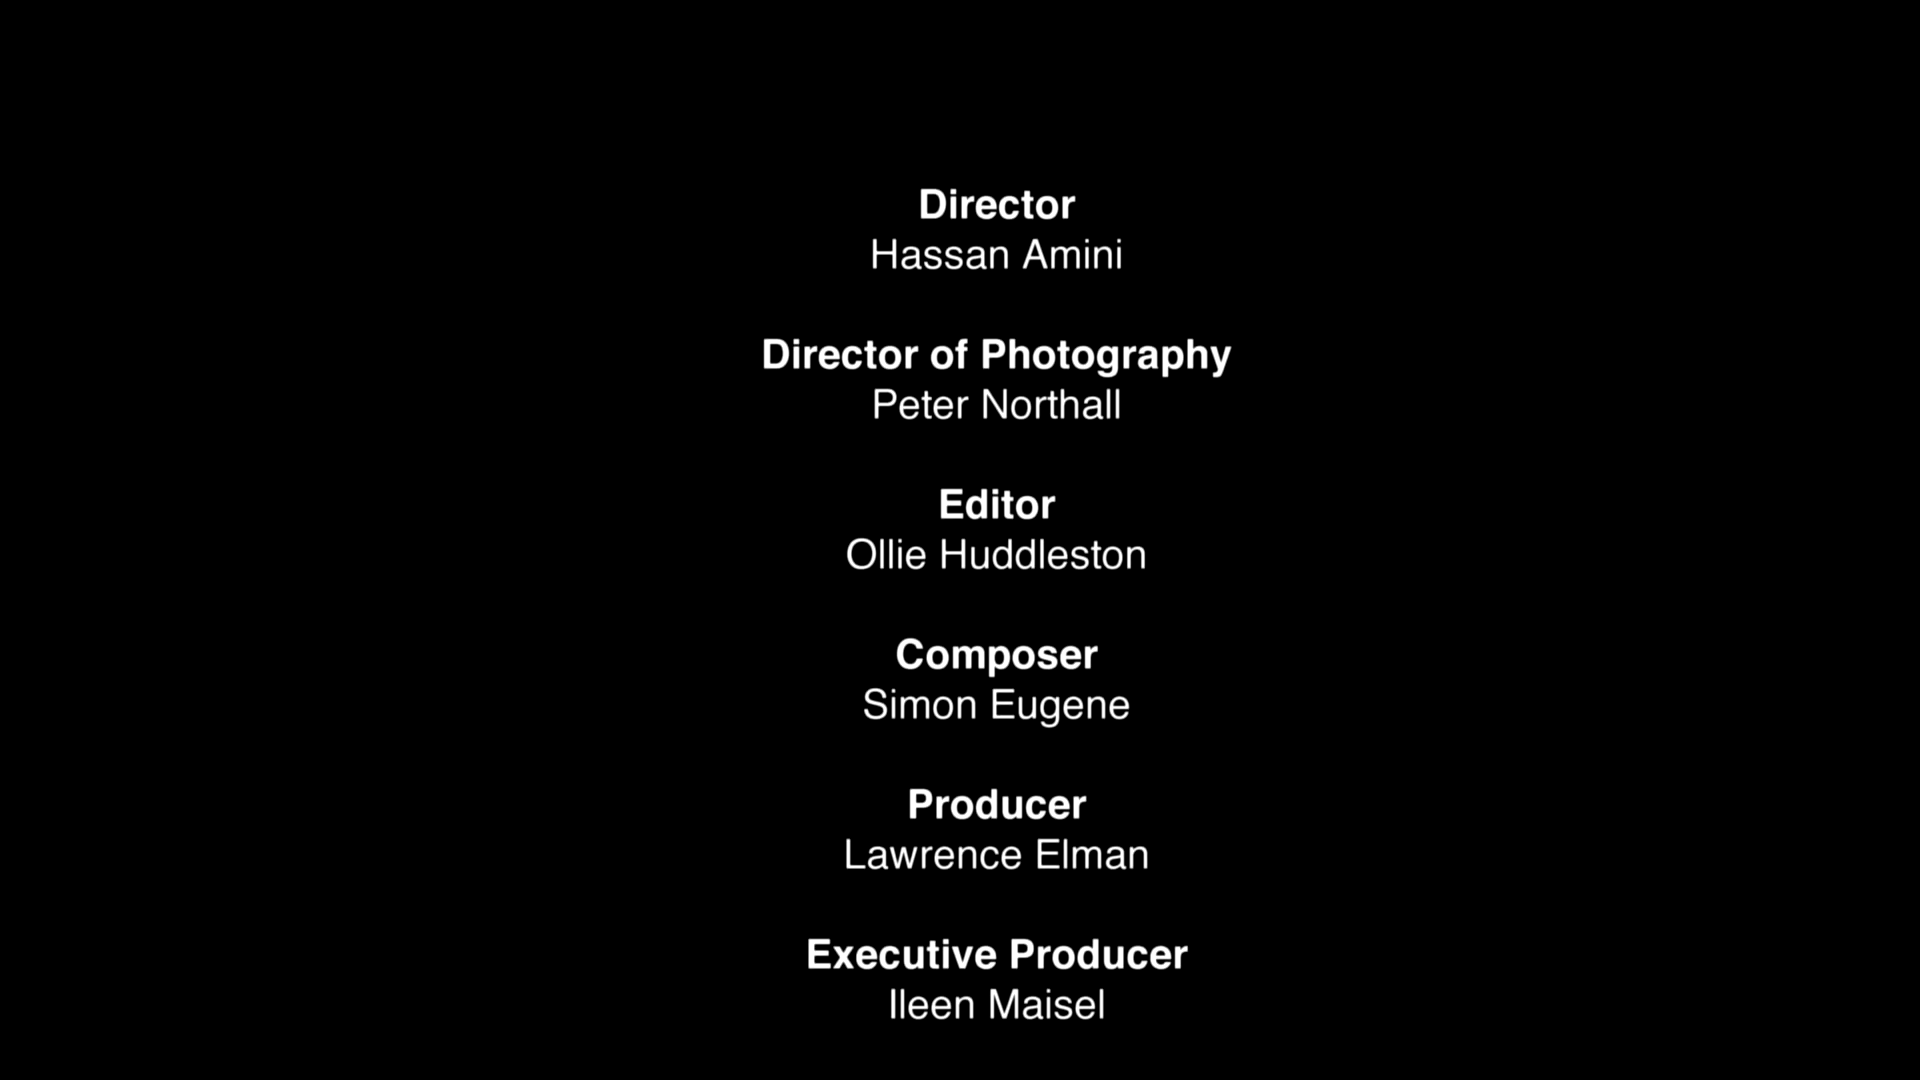 Director
Hassan Amini
Director of Photography
Peter Northall
Editor
Ollie Huddleston
Composer
Simon Eugene
Producer
Lawrence Elman
Executive Producer
Ileen Maisel